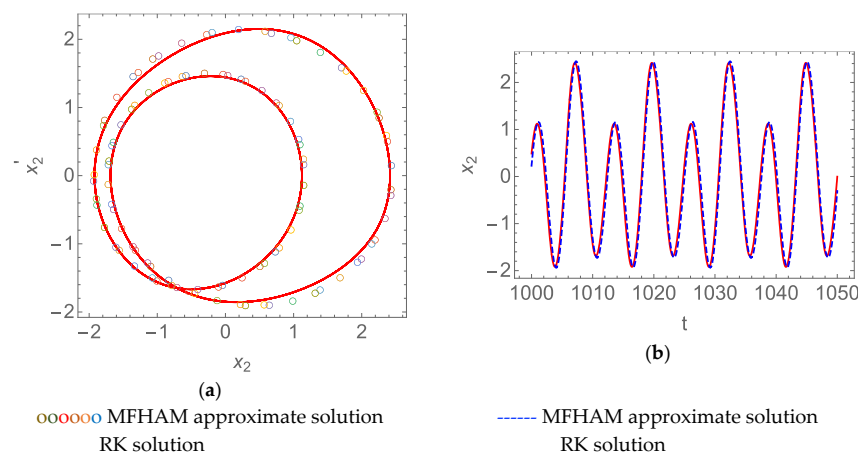 2
1
0
−1
−2
x2′
−2 −1 0 1 2
x2
(a)
oooooo MFHAM approximate solution
RK solution
2
1
0
−1
−2
x2
1000 1010 1020 1030 1040 1050
t
(b)
------ MFHAM approximate solution
RK solution